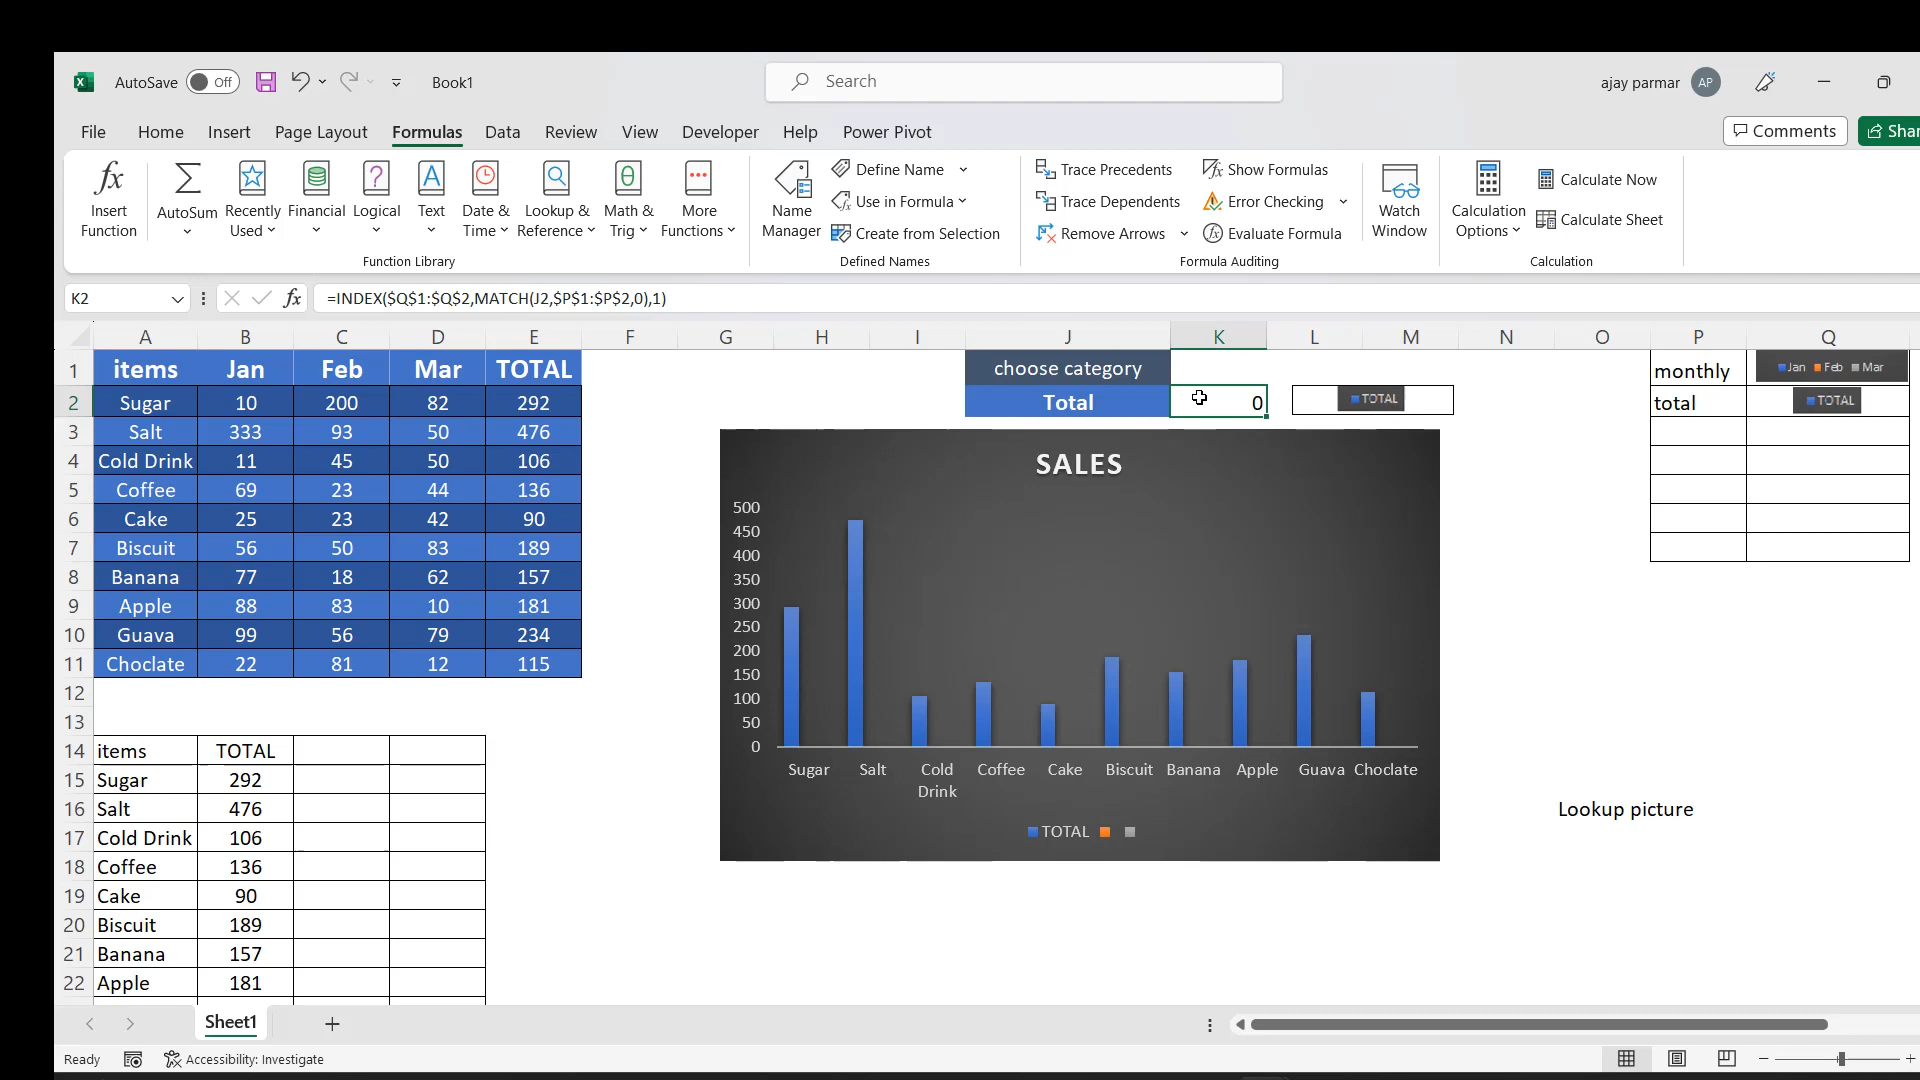 AutoSave Off Book1 Search ajay parmar AP
File Home Insert Page Layout Formulas Data Review View Developer Help Power Pivot Comments Shar
Insert Function AutoSum Recently Used Financial Logical Text Date & Time Lookup & Reference Math & Trig More Functions
Function Library
Name Manager Define Name
Use in Formula
Create from Selection
Defined Names
Trace Precedents Show Formulas
Trace Dependents Error Checking
Remove Arrows Evaluate Formula
Formula Auditing
Watch Window
Calculation Options Calculate Now
Calculate Sheet
Calculation
K2 fx =INDEX($Q$1:$Q$2,MATCH(J2,$P$1:$P$2,0),1)
A B C D E F G H I J K L M N O P Q
1 items Jan Feb Mar TOTAL choose category monthly Jan Feb Mar
2 Sugar 10 200 82 292 Total 0 TOTAL total TOTAL
3 Salt 333 93 50 476
4 Cold Drink 11 45 50 106
5 Coffee 69 23 44 136
6 Cake 25 23 42 90
7 Biscuit 56 50 83 189
8 Banana 77 18 62 157
9 Apple 88 83 10 181
10 Guava 99 56 79 234
11 Choclate 22 81 12 115
12
13
14 items TOTAL
15 Sugar 292
16 Salt 476
17 Cold Drink 106
18 Coffee 136
19 Cake 90
20 Biscuit 189
21 Banana 157
22 Apple 181
SALES
500
450
400
350
300
250
200
150
100
50
0
Sugar Salt Cold Drink Coffee Cake Biscuit Banana Apple Guava Choclate
TOTAL
Lookup picture
Sheet1
Ready Accessibility: Investigate